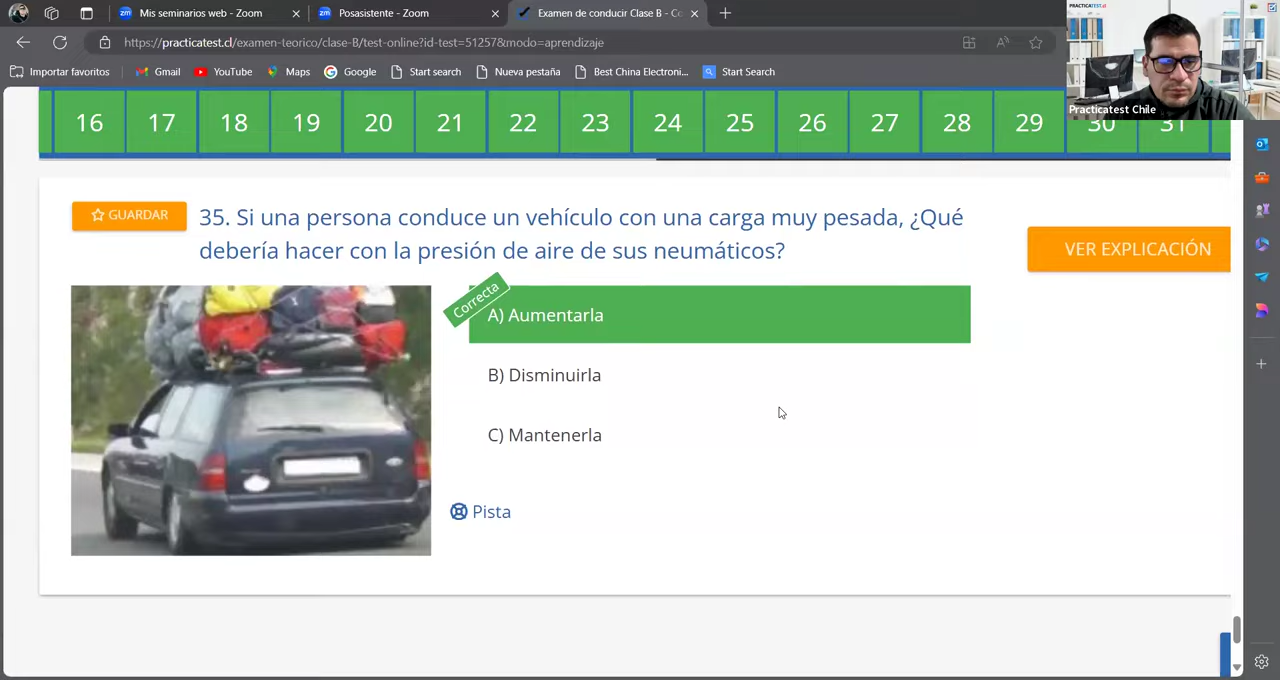 Mis seminarios web - Zoom
Posasistente - Zoom
Examen de conducir Clase B - Co
https://practicatest.cl/examen-teorico/clase-B/test-online?id-test=51257&modo=aprendizaje
Importar favoritos
Gmail
YouTube
Maps
Google
Start search
Nueva pestaña
Best China Electroni...
Start Search
PRACTICATEST.cl
Practicatest Chile
16 17 18 19 20 21 22 23 24 25 26 27 28 29 30 31
GUARDAR
35. Si una persona conduce un vehículo con una carga muy pesada, ¿Qué
debería hacer con la presión de aire de sus neumáticos?
VER EXPLICACIÓN
Correcta
A) Aumentarla
B) Disminuirla
C) Mantenerla
Pista